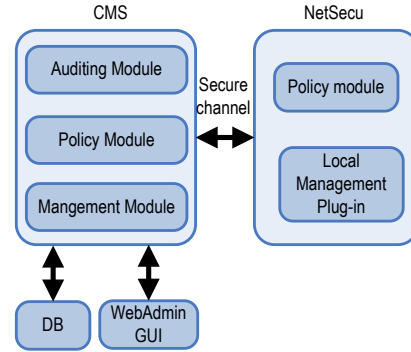 CMS
NetSecu
Auditing Module
Policy Module
Mangement Module
Secure
channel
Policy module
Local
Management
Plug-in
DB
WebAdmin
GUI